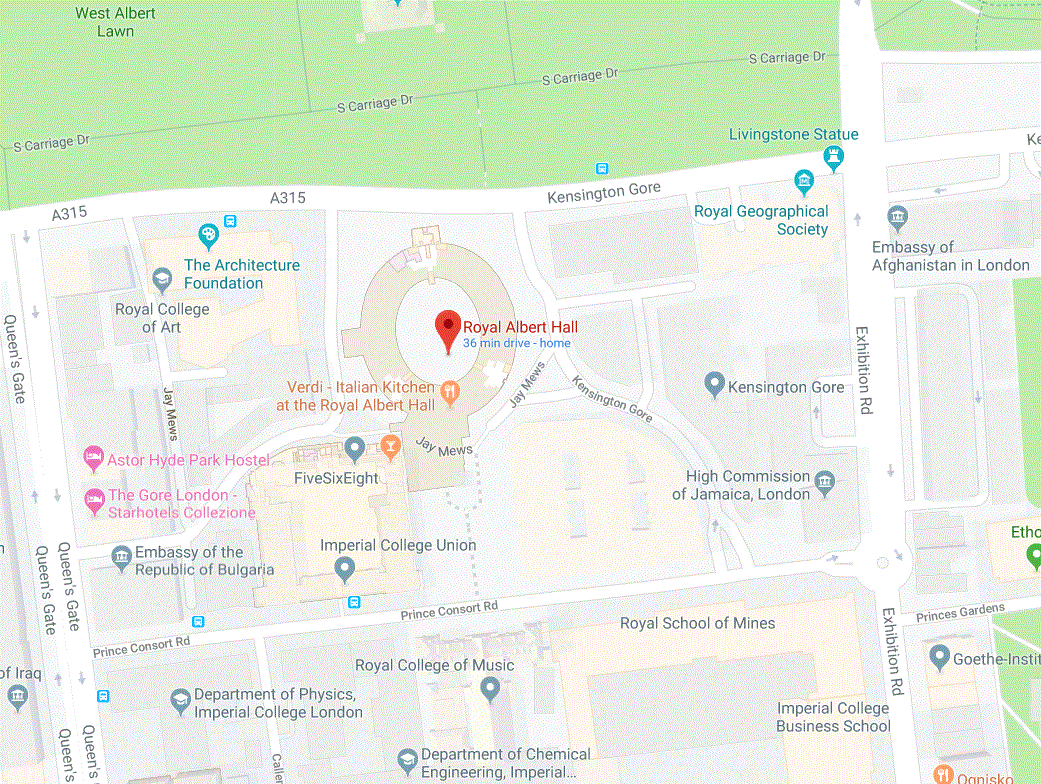 West Albert
Lawn
S Carriage Dr
S Carriage Dr
S Carriage Dr
S Carriage Dr
Livingstone Statue
Kensington Gore
A315
A315
Royal Geographical
Society
Embassy of
Afghanistan in London
The Architecture
Foundation
Royal College
of Art
Royal Albert Hall
36 min drive - home
Queen's Gate
Exhibition Rd
Verdi - Italian Kitchen
at the Royal Albert Hall
Jay Mews
Kensington Gore
Kensington Gore
Jay Mews
Jay Mews
Astor Hyde Park Hostel
FiveSixEight
High Commission
of Jamaica, London
The Gore London -
Starhotels Collezione
Imperial College Union
Embassy of the
Republic of Bulgaria
Queen's Gate
Queen's Gate
Prince Consort Rd
Princes Gardens
Royal School of Mines
Prince Consort Rd
Exhibition Rd
Royal College of Music
of Iraq
Department of Physics,
Imperial College London
Imperial College
Business School
Department of Chemical
Engineering, Imperial...
Ognisko